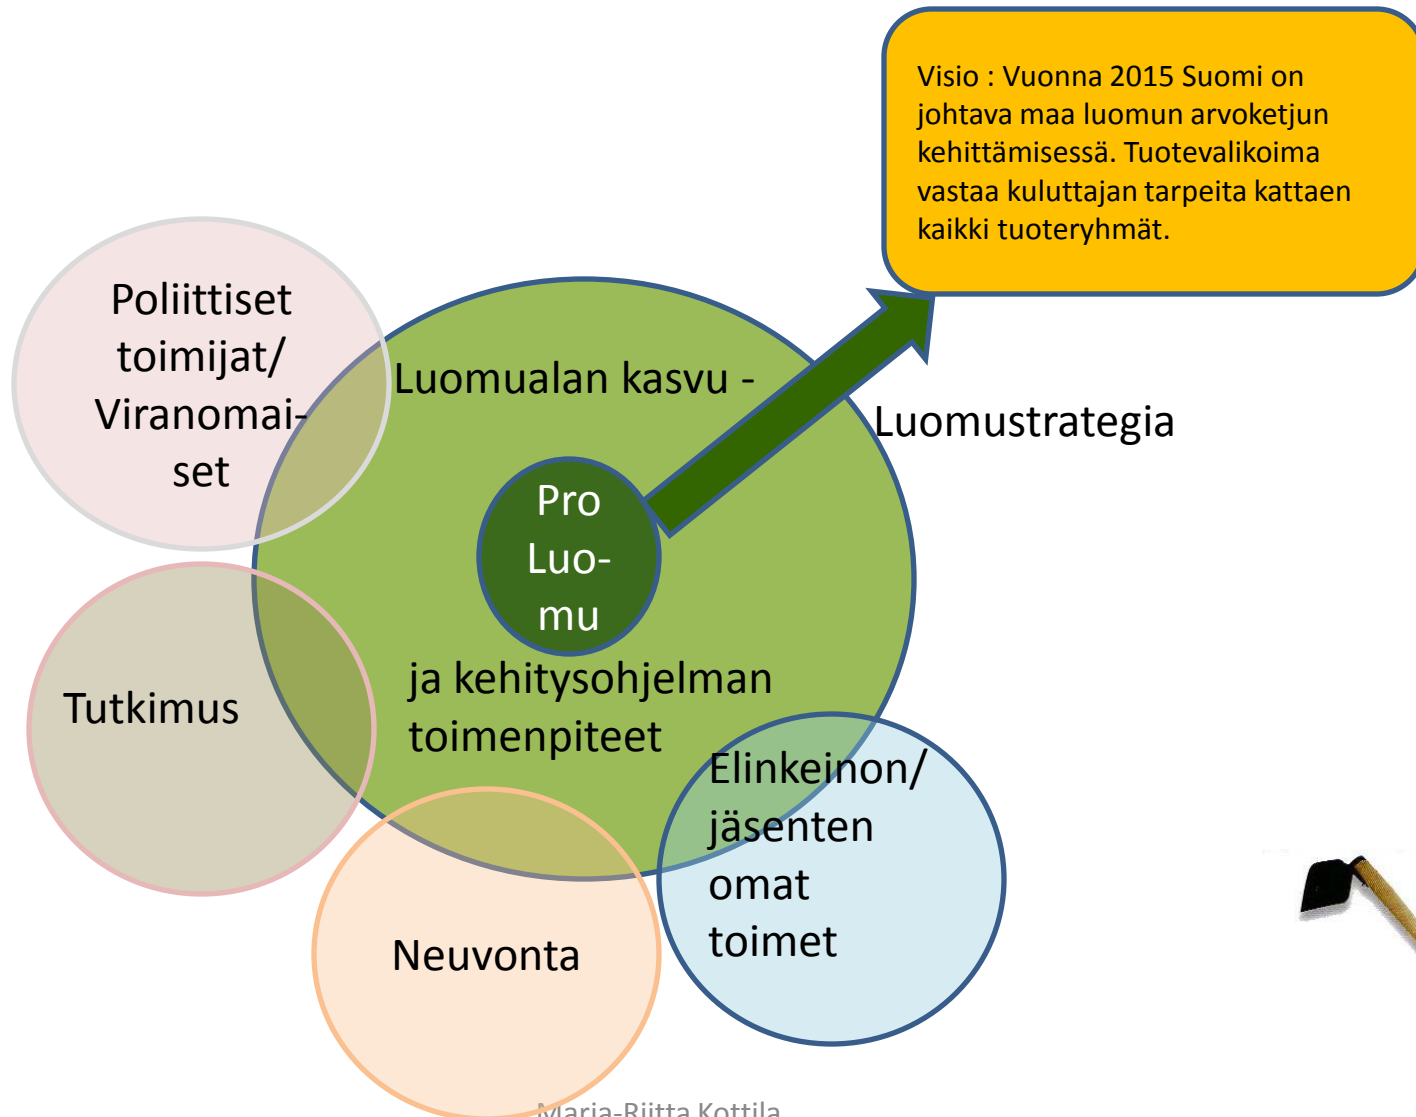 Visio : Vuonna 2015 Suomi on
johtava maa luomun arvoketjun
kehittämisessä. Tuotevalikoima
vastaa kuluttajan tarpeita kattaen
kaikki tuoteryhmät.
Poliittiset
toimijat/
Viranomai-
set
Luomualan kasvu -
Luomustrategia
Pro
Luo-
mu
ja kehitysohjelman
toimenpiteet
Tutkimus
Elinkeinon/
jäsenten
omat
toimet
Neuvonta
Marja-Riitta Kottila